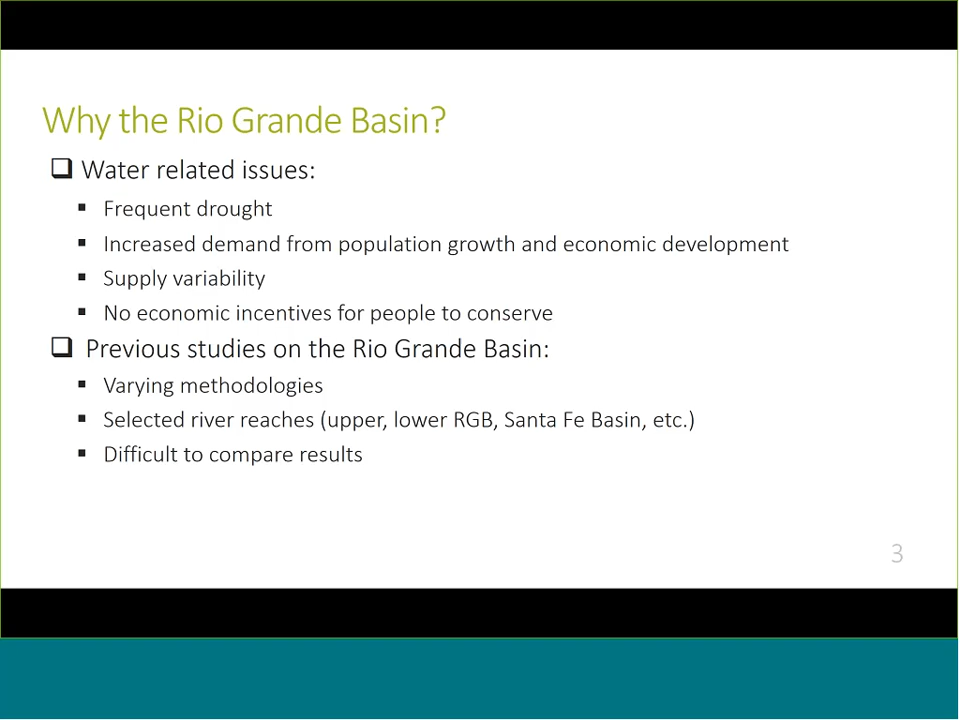 Why the Rio Grande Basin?
Water related issues:
Frequent drought
Increased demand from population growth and economic development
Supply variability
No economic incentives for people to conserve
Previous studies on the Rio Grande Basin:
Varying methodologies
Selected river reaches (upper, lower RGB, Santa Fe Basin, etc.)
Difficult to compare results
3